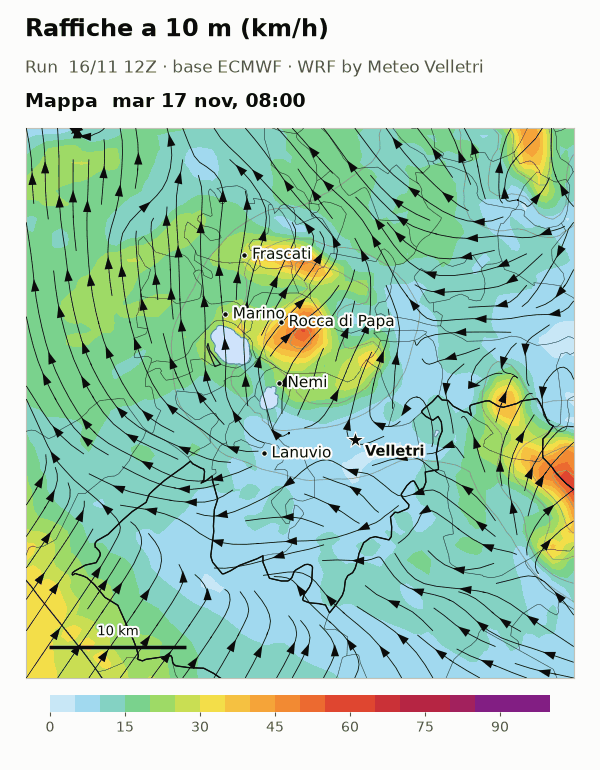 Raffiche a 10 m (km/h)
Run  16/11 12Z · base ECMWF · WRF by Meteo Velletri
Mappa  mar 17 nov, 08:00
Frascati
Marino
Rocca di Papa
Nemi
Velletri
Lanuvio
10 km
0 15 30 45 60 75 90